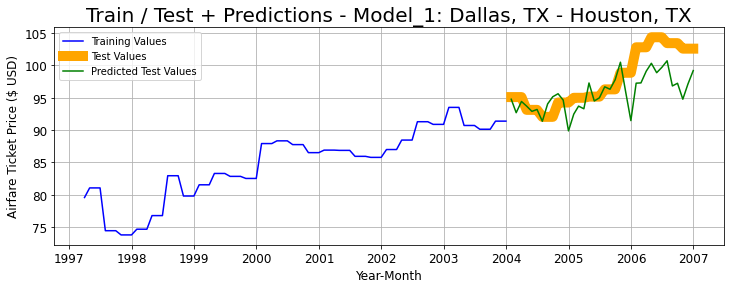 Train / Test + Predictions - Model_1: Dallas, TX - Houston, TX
Airfare Ticket Price ($ USD)
105
100
95
90
85
80
75
Training Values
Test Values
Predicted Test Values
1997 1998 1999 2000 2001 2002 2003 2004 2005 2006 2007
Year-Month